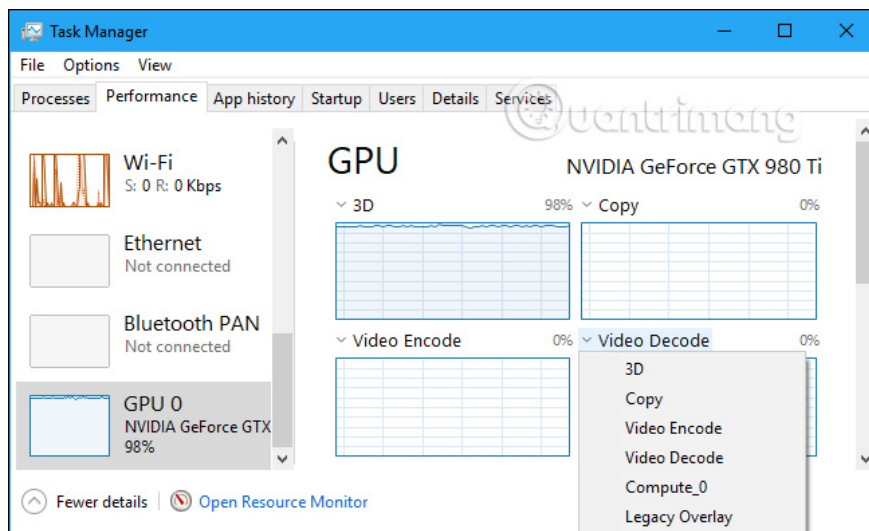 Task Manager
File Options View
Processes Performance App history Startup Users Details Services
Quantrimang
Wi-Fi
S: 0 R: 0 Kbps
Ethernet
Not connected
Bluetooth PAN
Not connected
GPU 0
NVIDIA GeForce GTX
98%
GPU
NVIDIA GeForce GTX 980 Ti
3D 98%
Copy 0%
Video Encode 0%
Video Decode 0%
3D
Copy
Video Encode
Video Decode
Compute_0
Legacy Overlay
Fewer details
Open Resource Monitor